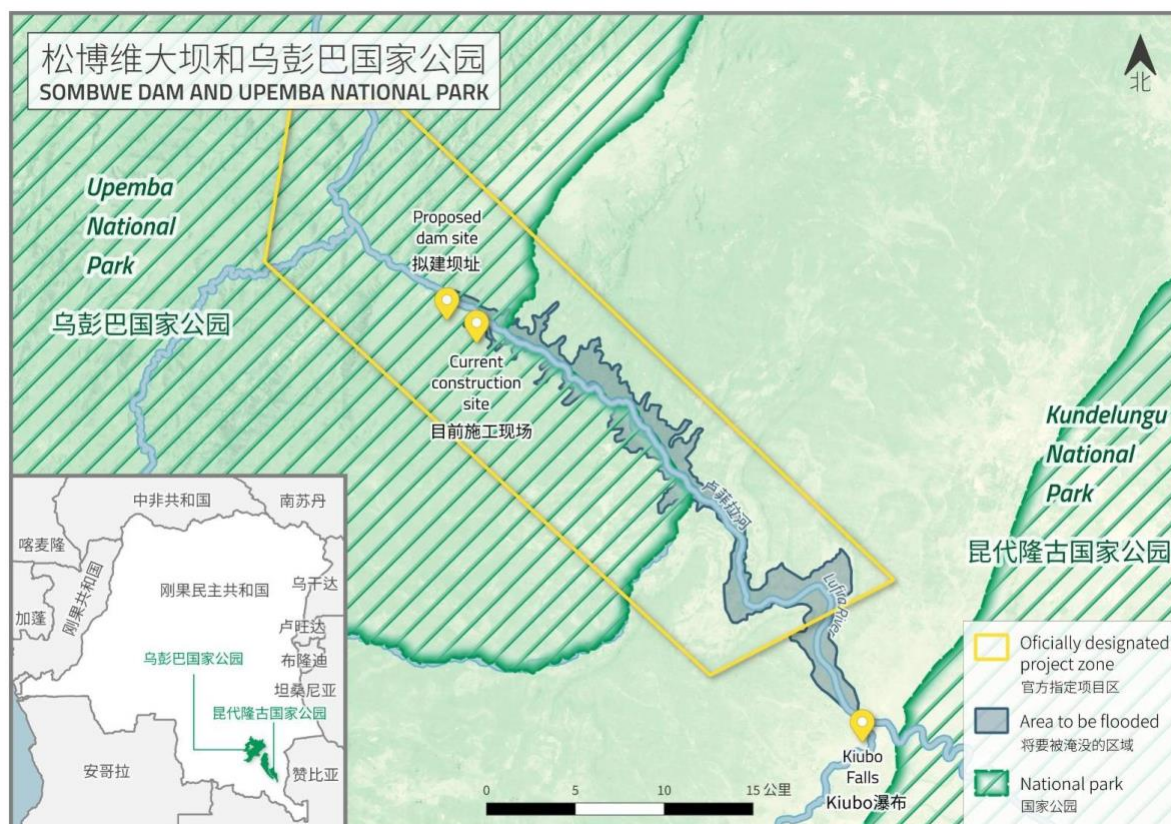 松博维大坝和乌彭巴国家公园
SOMBWE DAM AND UPEMBA NATIONAL PARK
北
Upemba
National
Park
乌彭巴国家公园
Proposed
dam site
拟建坝址
Current
construction
site
目前施工现场
卢菲拉河
Lufira River
Kundelungu
National
Park
昆代隆古国家公园
Kiubo
Falls
Kiubo瀑布
中非共和国
南苏丹
喀麦隆
刚果共和国
刚果民主共和国
乌干达
加蓬
卢旺达
乌彭巴国家公园
布隆迪
坦桑尼亚
昆代隆古国家公园
安哥拉
赞比亚
0 5 10 15 公里
Oficially designated
project zone
官方指定项目区
Area to be flooded
将要被淹没的区域
National park
国家公园